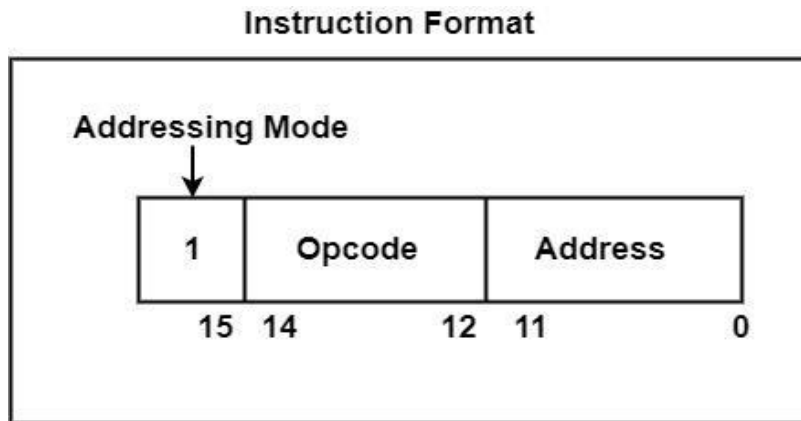 Instruction Format
Addressing Mode
1 Opcode Address
15 14 12 11 0